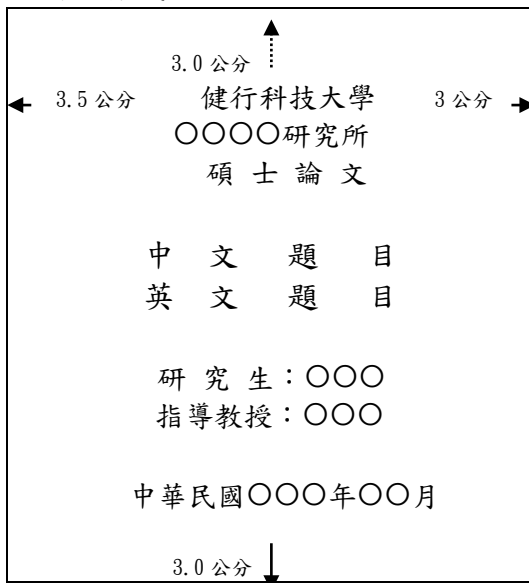 3.0 公分
3.5 公分 健行科技大學 3 公分
○○○○研究所
碩 士 論 文
中 文 題 目
英 文 題 目
研 究 生：○○○
指導教授：○○○
中華民國○○○年○○月
3.0 公分